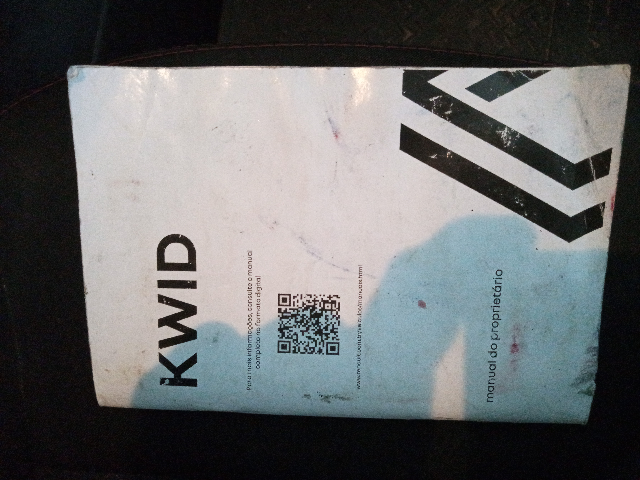 KWID
Para mais informações, consulte o manual
completo no formato digital
manual do proprietário